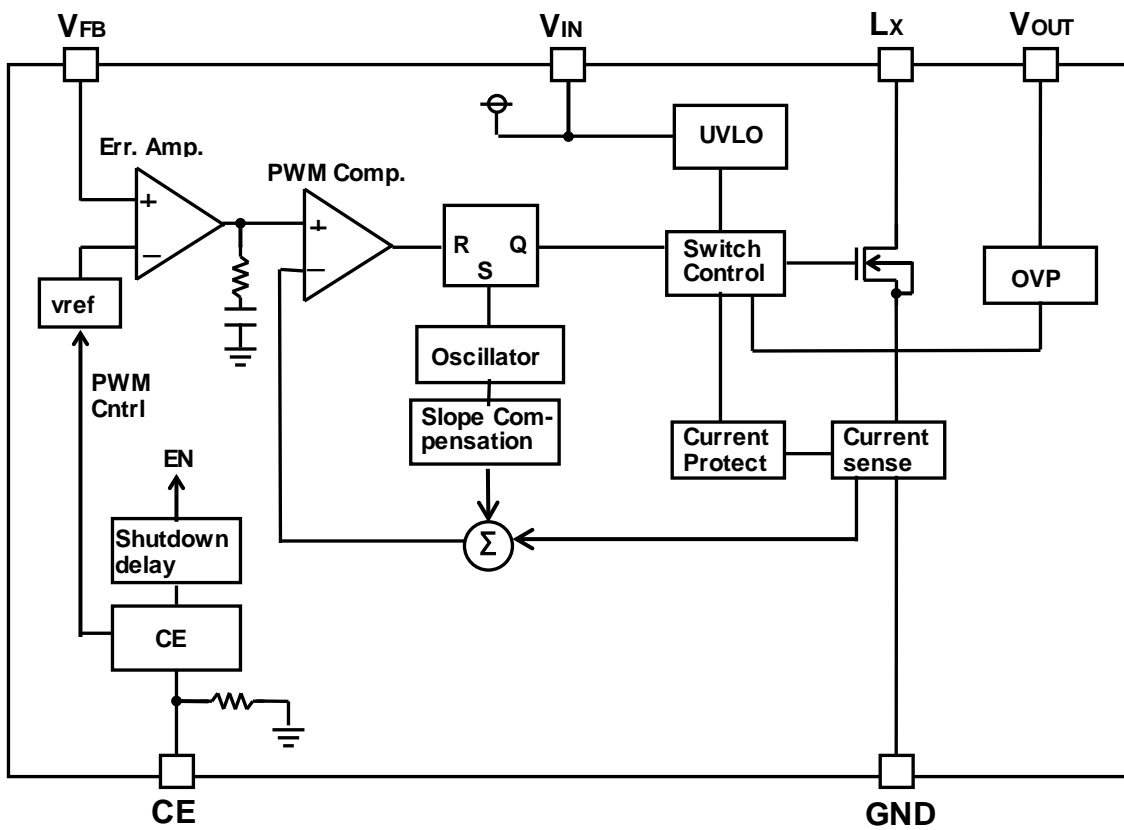 VFB
VIN
LX
VOUT
UVLO
Err. Amp.
PWM Comp.
+
−
+
−
R
Q
S
Switch
Control
OVP
vref
Oscillator
PWM
Cntrl
Slope Com-
pensation
Current
Protect
Current
sense
EN
Shutdown
delay
Σ
CE
CE
GND